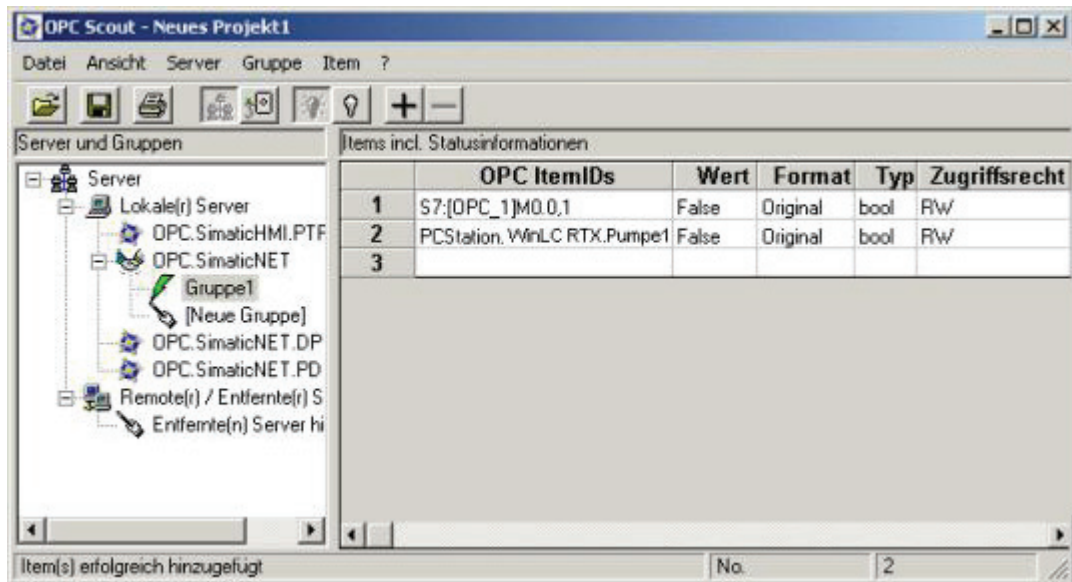 OPC Scout - Neues Projekt1
Datei Ansicht Server Gruppe Item ?
Server und Gruppen
Server
Lokale(r) Server
OPC.SimaticHMI.PTF
OPC.SimaticNET
Gruppe1
[Neue Gruppe]
OPC.SimaticNET.DP
OPC.SimaticNET.PD
Remote(r) / Entfernte(r) S
Entfernte(n) Server hi
Items incl. Statusinformationen
OPC ItemIDs Wert Format Typ Zugriffsrecht
1 S7:[OPC_1]M0.0,1 False Original bool RW
2 PCStation. WinLC RTX.Pumpe1 False Original bool RW
3
Item(s) erfolgreich hinzugefügt No. 2